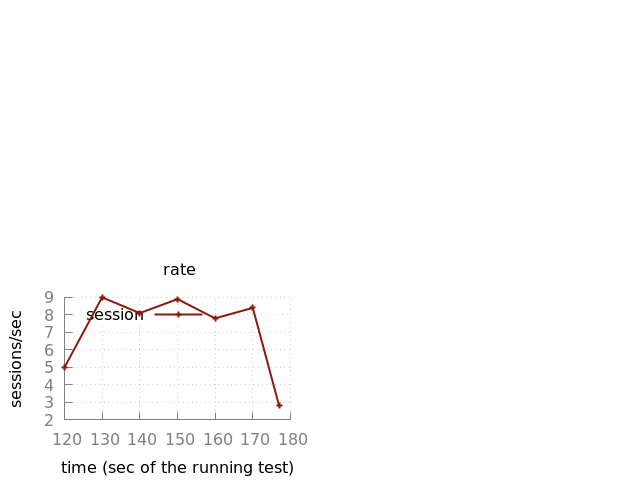 rate
9
8
7
6
5
4
3
2
session
sessions/sec
120 130 140 150 160 170 180
time (sec of the running test)